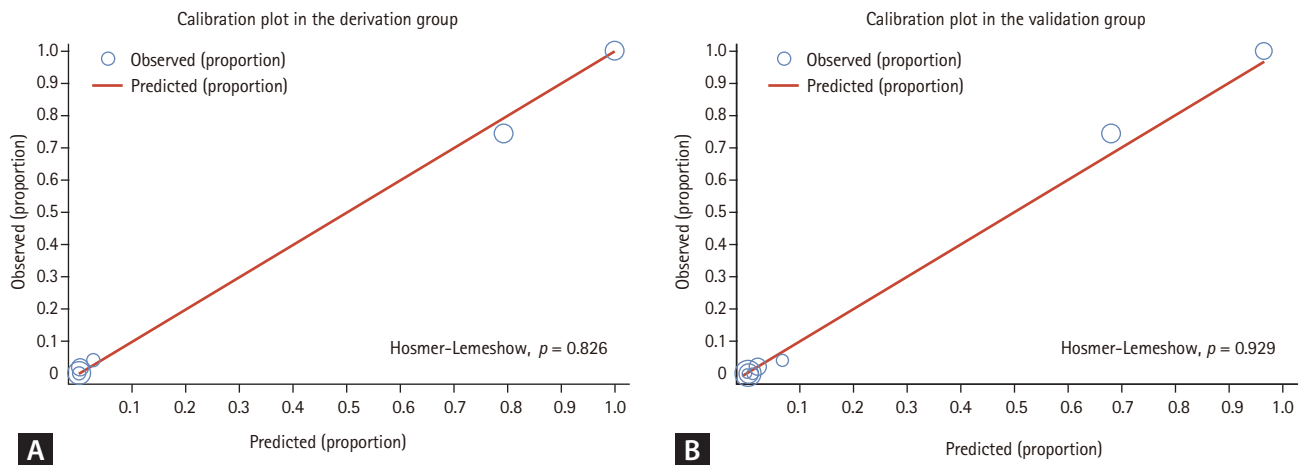 Calibration plot in the derivation group
Observed (proportion)
Predicted (proportion)
Observed (proportion)
1.0
0.9
0.8
0.7
0.6
0.5
0.4
0.3
0.2
0.1
0
Hosmer-Lemeshow, p = 0.826
0.1 0.2 0.3 0.4 0.5 0.6 0.7 0.8 0.9 1.0
Predicted (proportion)
A
Calibration plot in the validation group
Observed (proportion)
Predicted (proportion)
Observed (proportion)
1.0
0.9
0.8
0.7
0.6
0.5
0.4
0.3
0.2
0.1
0
Hosmer-Lemeshow, p = 0.929
0.1 0.2 0.3 0.4 0.5 0.6 0.7 0.8 0.9 1.0
Predicted (proportion)
B